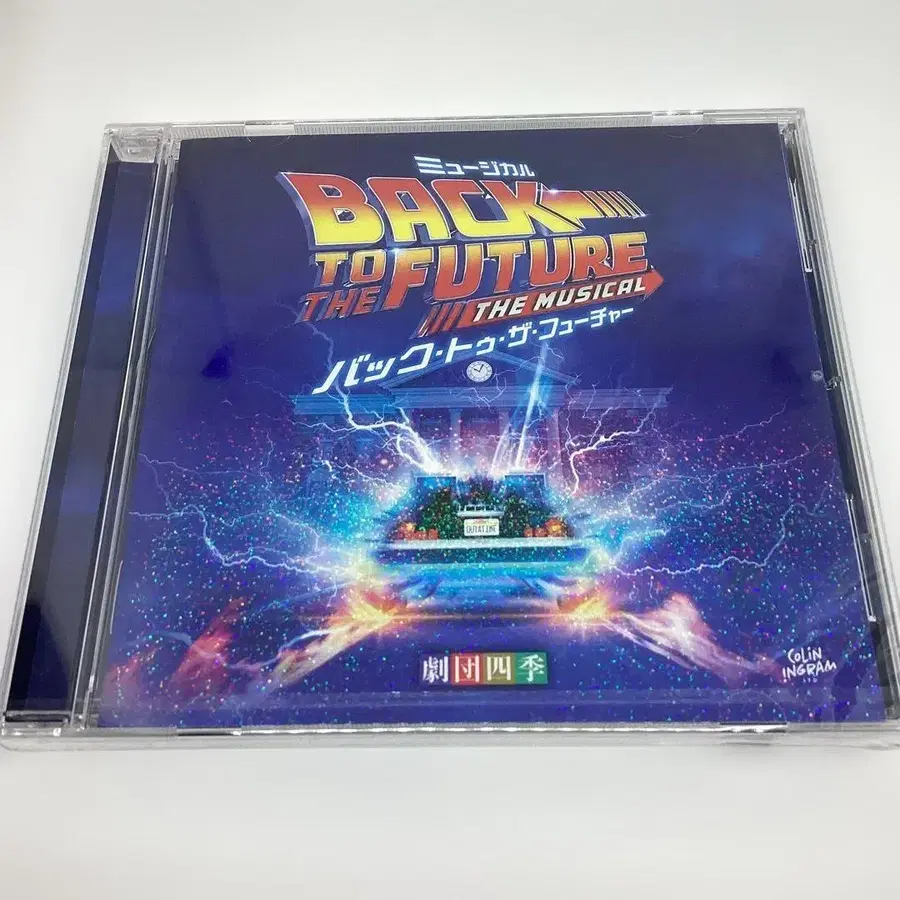 ミュージカル
BACK
TO
THE FUTURE
THE MUSICAL
バック・トゥ・ザ・フューチャー
OUTATIME
劇団四季
COLIN
INGRAM